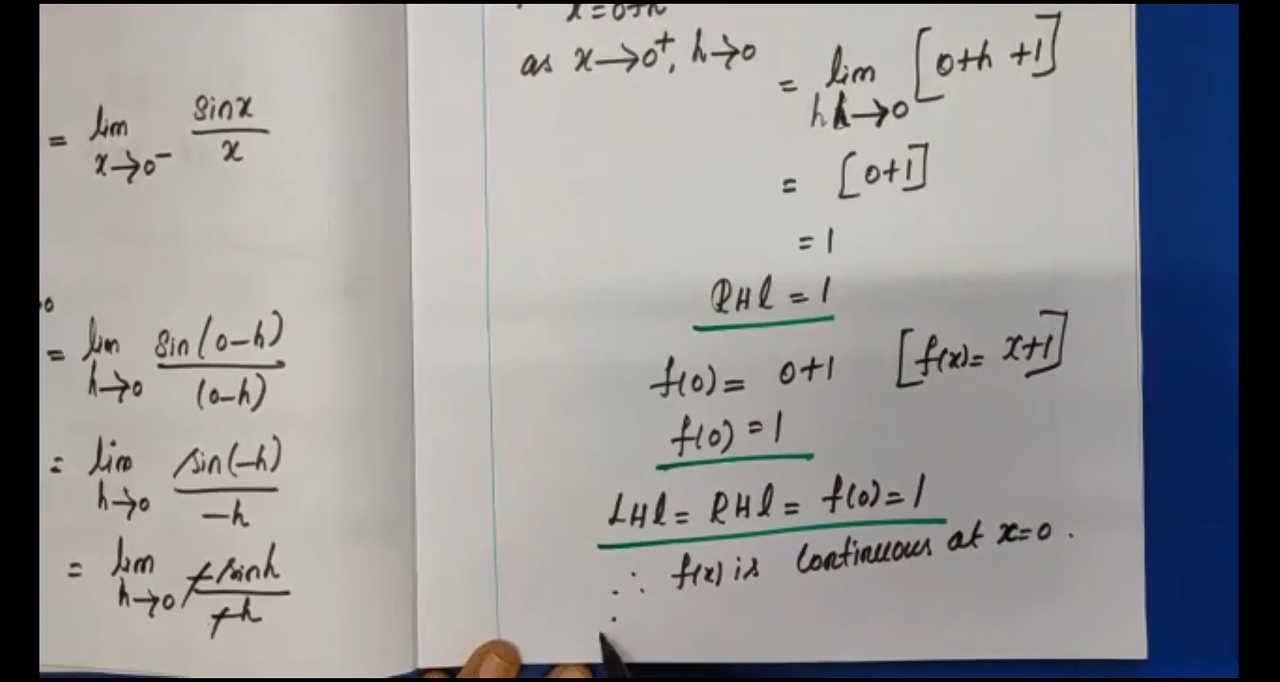 = lim x→0⁻ sinx/x
= lim h→0 sin(0-h)/(0-h)
= lim h→0 sin(-h)/-h
= lim h→0 -sinh/-h
x=0+h
as x→0⁺, h→0
= lim h→0 [0+h+1]
= [0+1]
= 1
RHl = 1
f(0) = 0+1 [f(x)= x+1]
f(0) = 1
LHl = RHl = f(0) = 1
∴ f(x) is continuous at x=0.